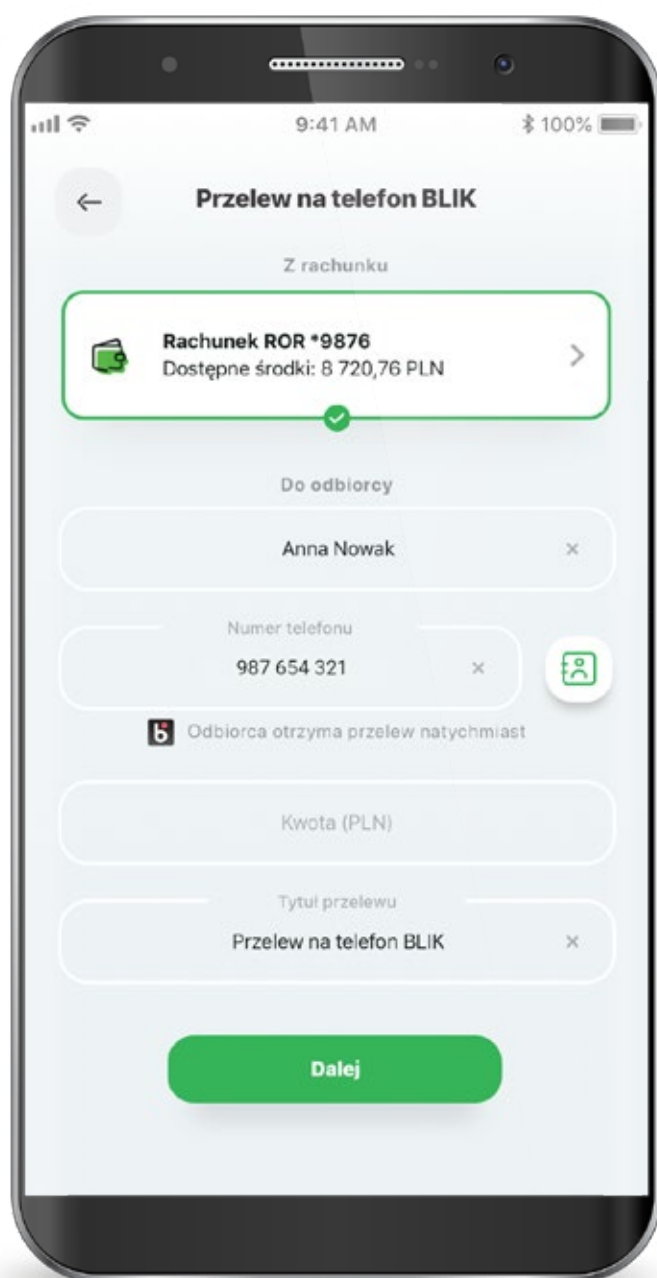 9:41 AM
100%
Przelew na telefon BLIK
Z rachunku
Rachunek ROR *9876
Dostępne środki: 8 720,76 PLN
Do odbiorcy
Anna Nowak
Numer telefonu
987 654 321
Odbiorca otrzyma przelew natychmiast
Kwota (PLN)
Tytuł przelewu
Przelew na telefon BLIK
Dalej